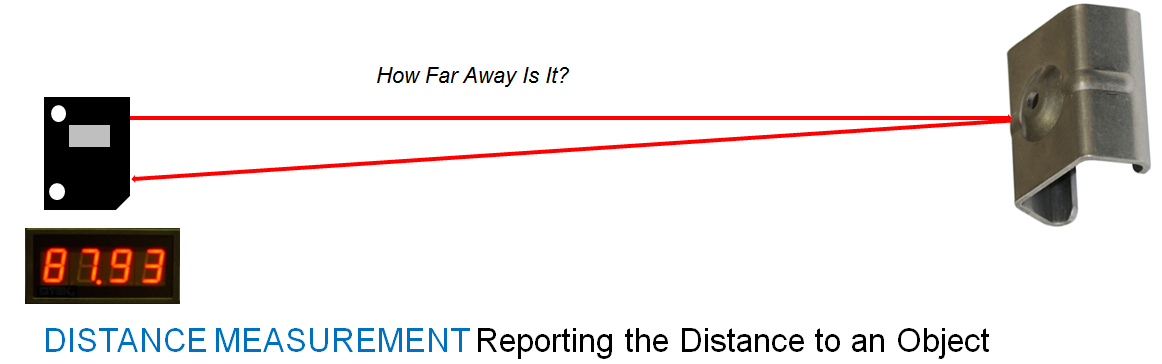 How Far Away Is It?
87.93
DISTANCE MEASUREMENT Reporting the Distance to an Object